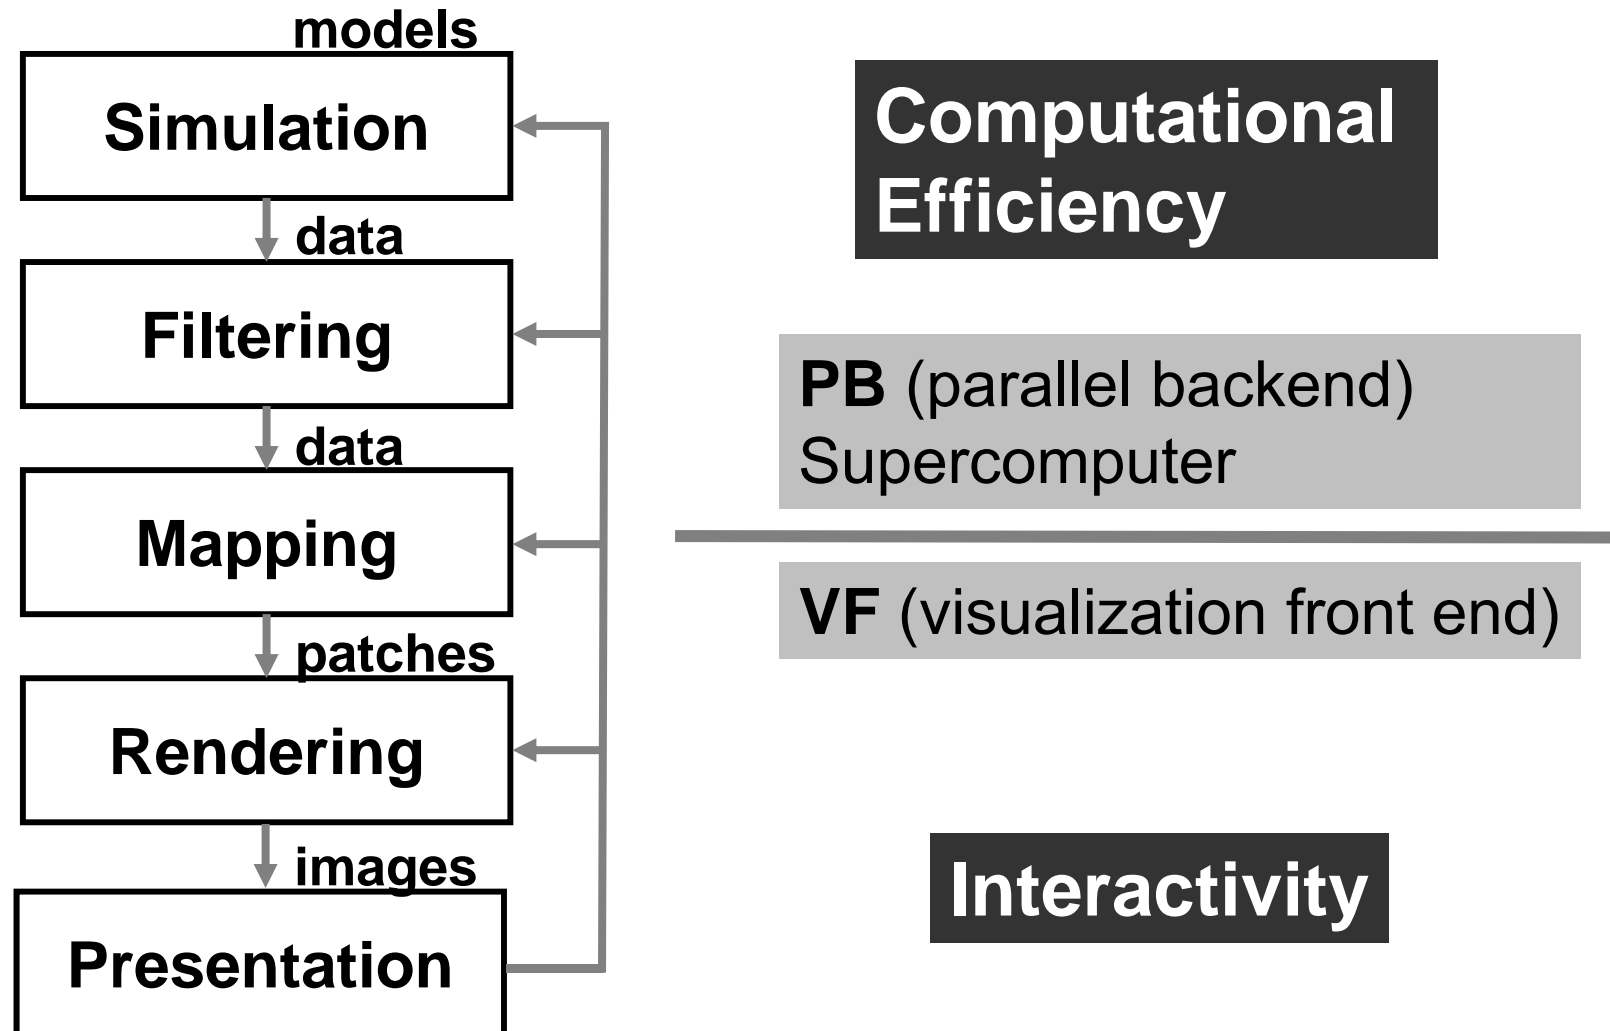 models
Simulation
data
Filtering
data
Mapping
patches
Rendering
images
Presentation
Computational
Efficiency
PB (parallel backend)
Supercomputer
VF (visualization front end)
Interactivity